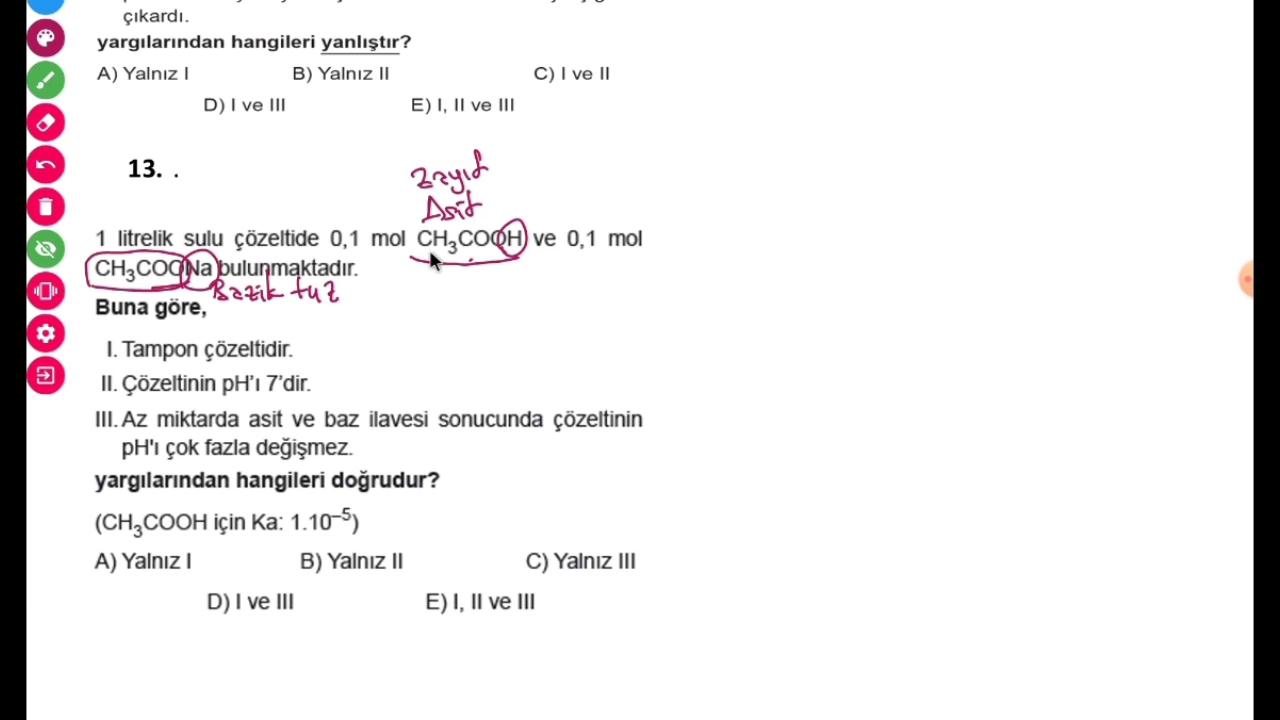 çıkardı.
yargılarından hangileri yanlıştır?
A) Yalnız I B) Yalnız II C) I ve II
D) I ve III E) I, II ve III
13. .
Zayıf
Asit
1 litrelik sulu çözeltide 0,1 mol CH₃COOH ve 0,1 mol
CH₃COONa bulunmaktadır.
Bazik tuz
Buna göre,
I. Tampon çözeltidir.
II. Çözeltinin pH'ı 7'dir.
III. Az miktarda asit ve baz ilavesi sonucunda çözeltinin
pH'ı çok fazla değişmez.
yargılarından hangileri doğrudur?
(CH₃COOH için Ka: 1.10⁻⁵)
A) Yalnız I B) Yalnız II C) Yalnız III
D) I ve III E) I, II ve III